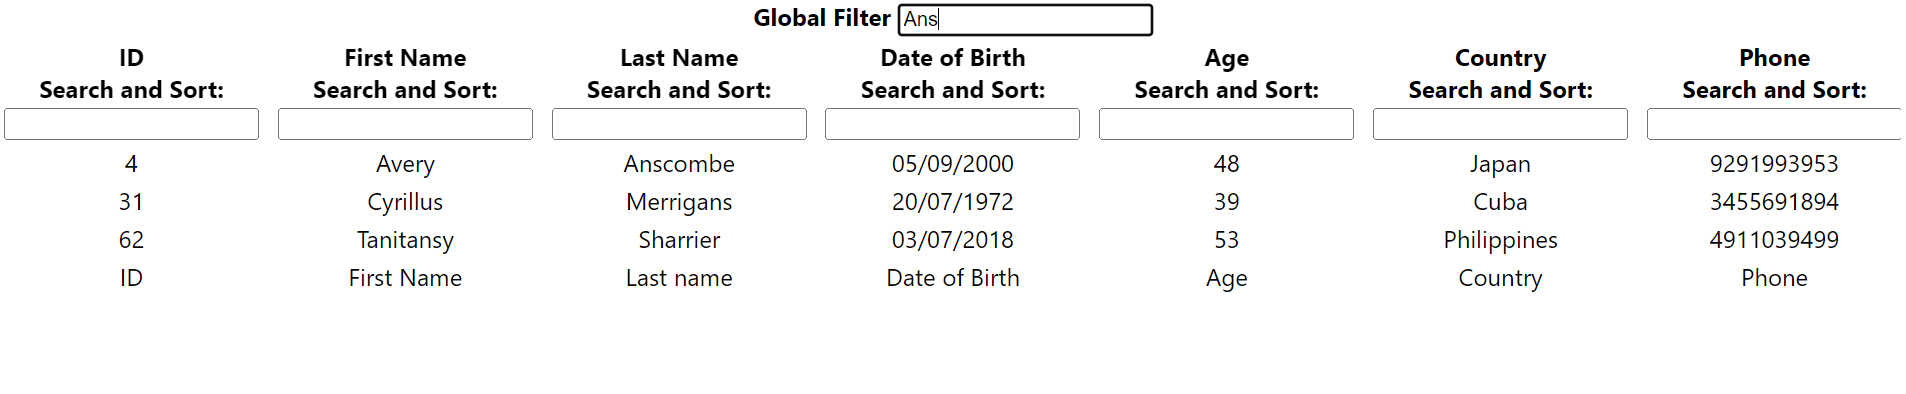 Global Filter Ans
ID First Name Last Name Date of Birth Age Country Phone
Search and Sort: Search and Sort: Search and Sort: Search and Sort: Search and Sort: Search and Sort: Search and Sort:
4 Avery Anscombe 05/09/2000 48 Japan 9291993953
31 Cyrillus Merrigans 20/07/1972 39 Cuba 3455691894
62 Tanitansy Sharrier 03/07/2018 53 Philippines 4911039499
ID First Name Last name Date of Birth Age Country Phone